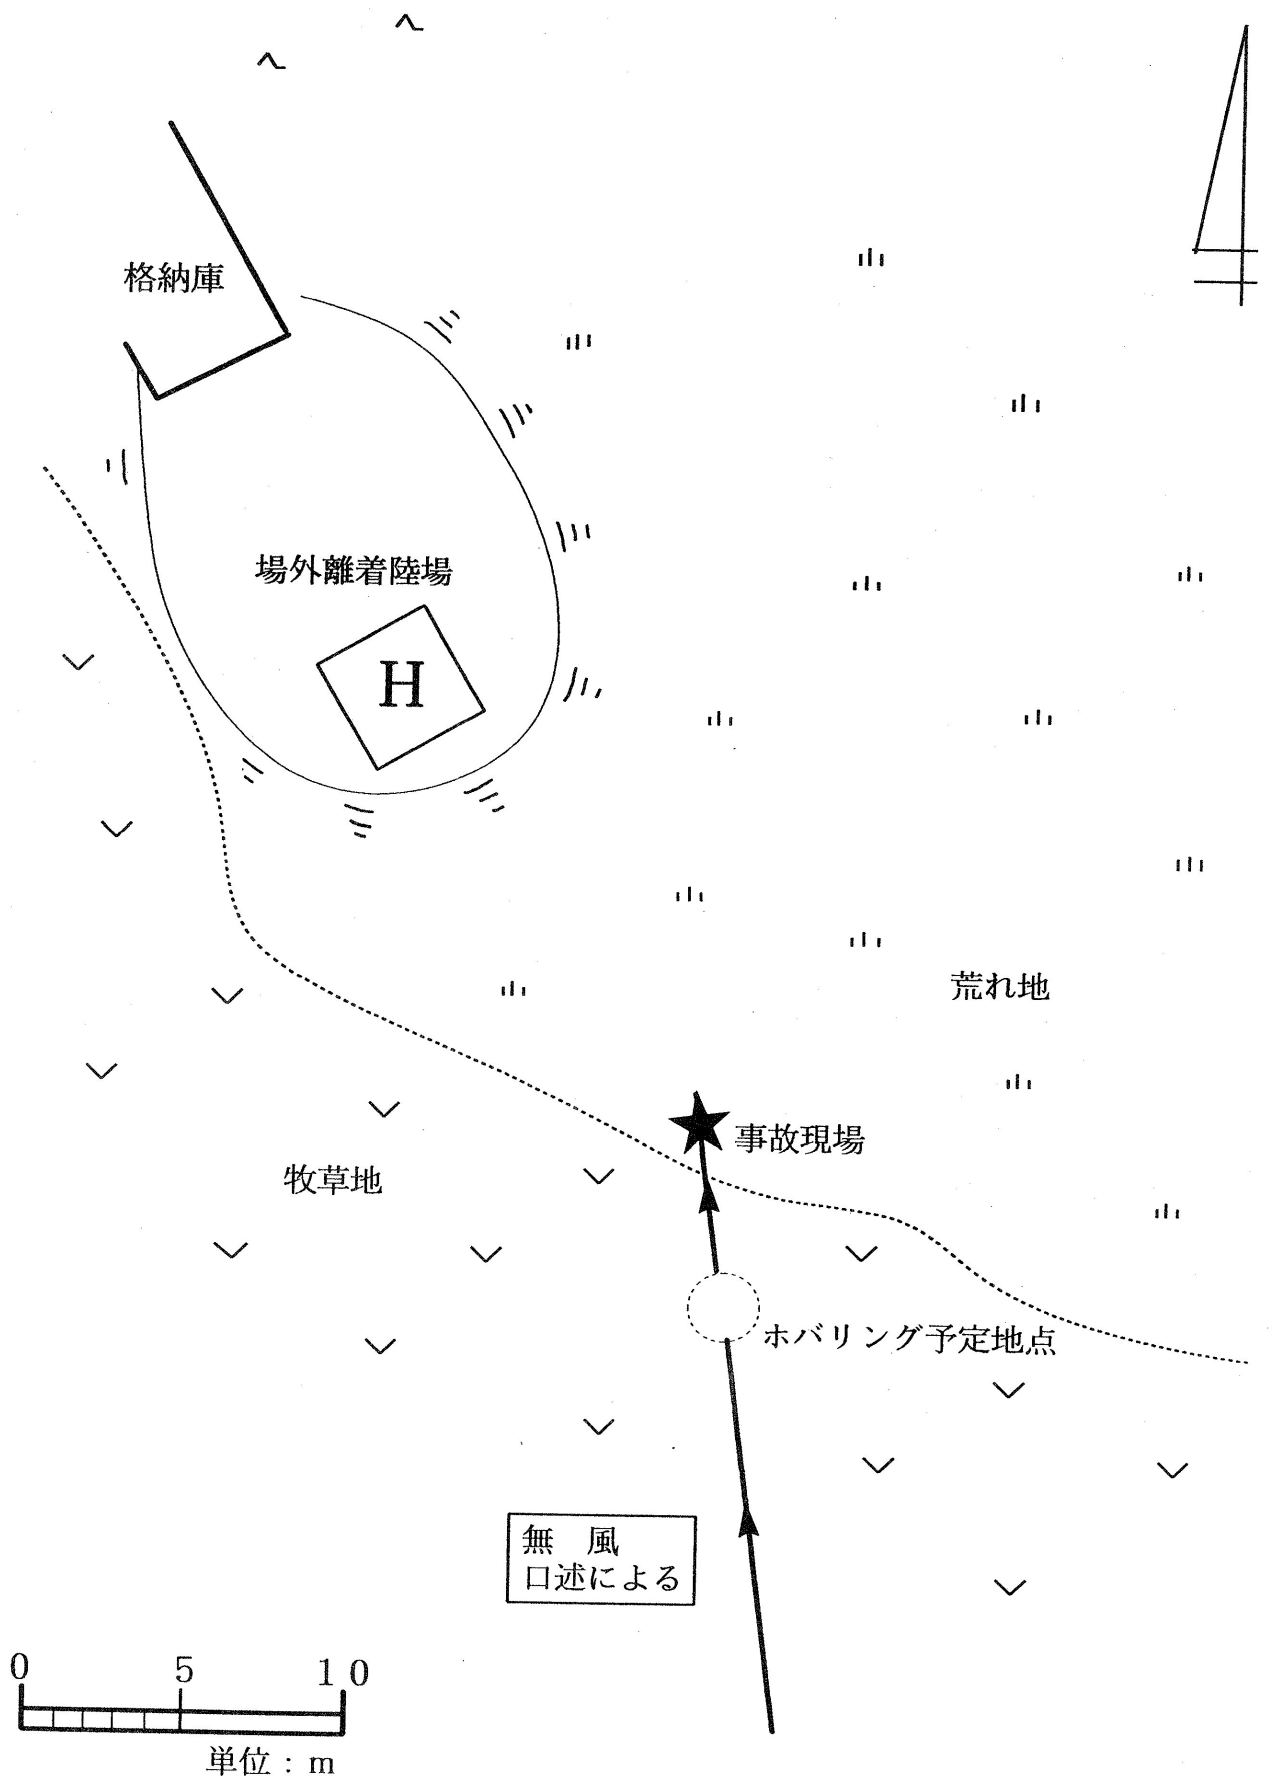 格納庫
場外離着陸場
H
荒れ地
事故現場
牧草地
ホバリング予定地点
無 風
口述による
0 5 10
単位：m